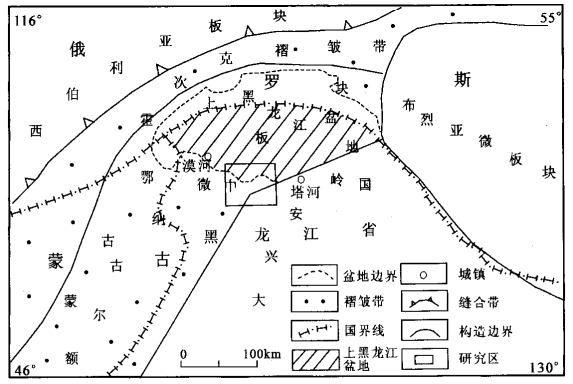 116°
55°
西伯利亚板块
俄罗斯
蒙古鄂霍次克褶皱带
上黑龙江盆地
额尔古纳微板块
布烈亚微板块
漠河
塔河
中国
黑龙江省
大兴安岭
蒙古
盆地边界
城镇
褶皱带
缝合带
国界线
构造边界
上黑龙江
盆地
研究区
0 100km
46°
130°